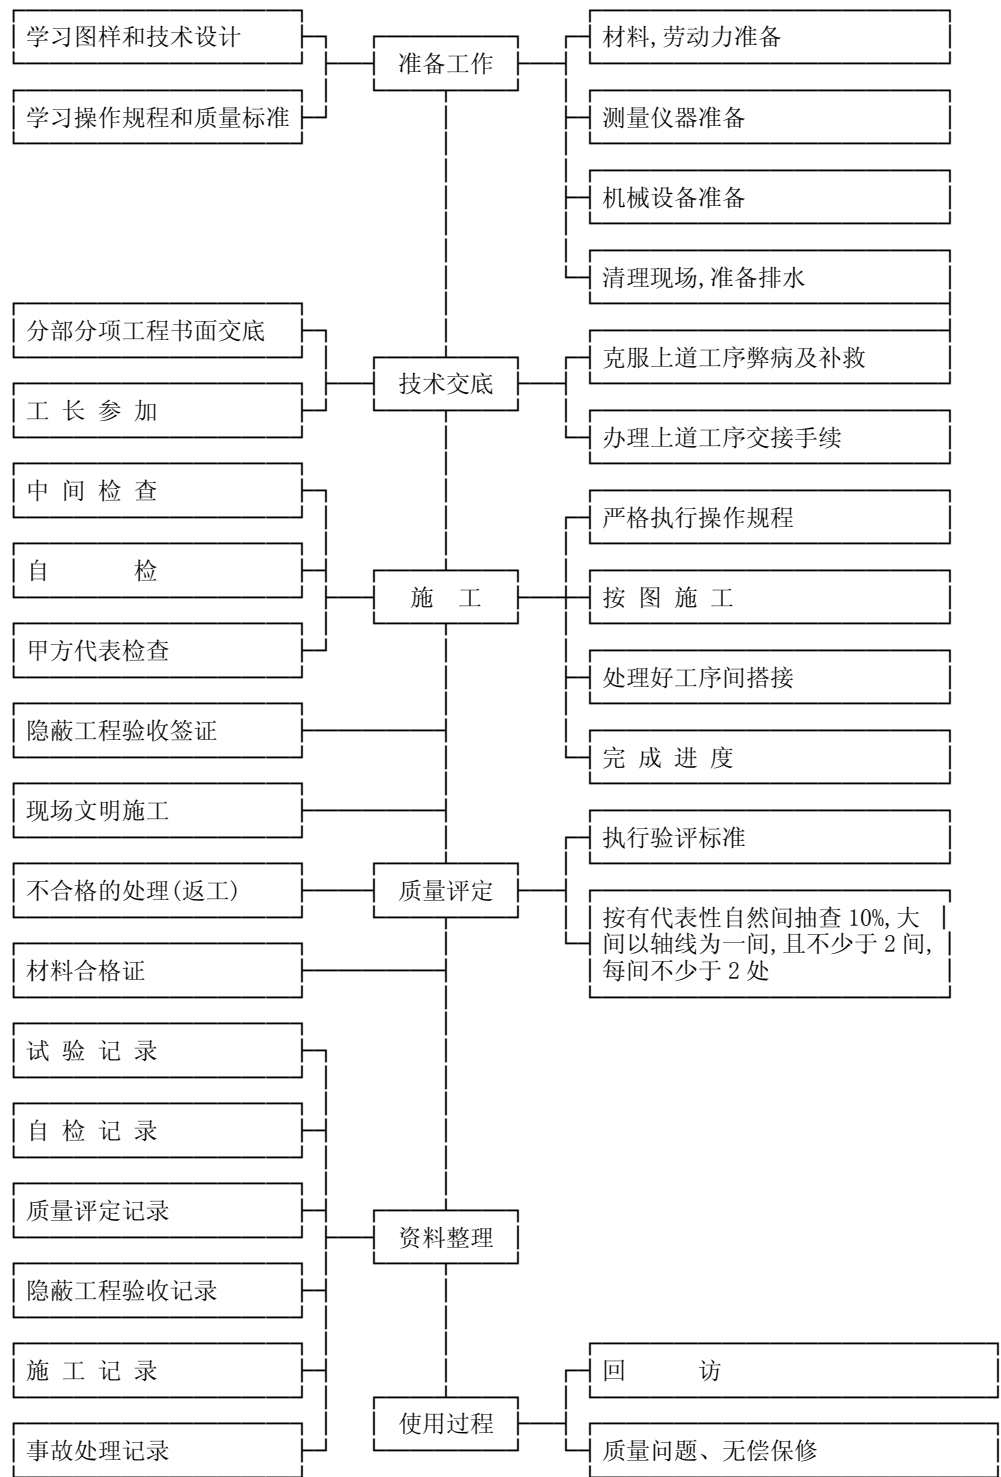 学习图样和技术设计
材料,劳动力准备
准备工作
学习操作规程和质量标准
测量仪器准备
机械设备准备
清理现场,准备排水
分部分项工程书面交底
克服上道工序弊病及补救
技术交底
工 长 参 加
办理上道工序交接手续
中 间 检 查
严格执行操作规程
自 检
施 工
按 图 施 工
甲方代表检查
处理好工序间搭接
隐蔽工程验收签证
完 成 进 度
现场文明施工
执行验评标准
不合格的处理(返工)
质量评定
按有代表性自然间抽查 10%,大
间以轴线为一间,且不少于 2 间,
每间不少于 2 处
材料合格证
试 验 记 录
自 检 记 录
质量评定记录
资料整理
隐蔽工程验收记录
施 工 记 录
回 访
使用过程
事故处理记录
质量问题、无偿保修